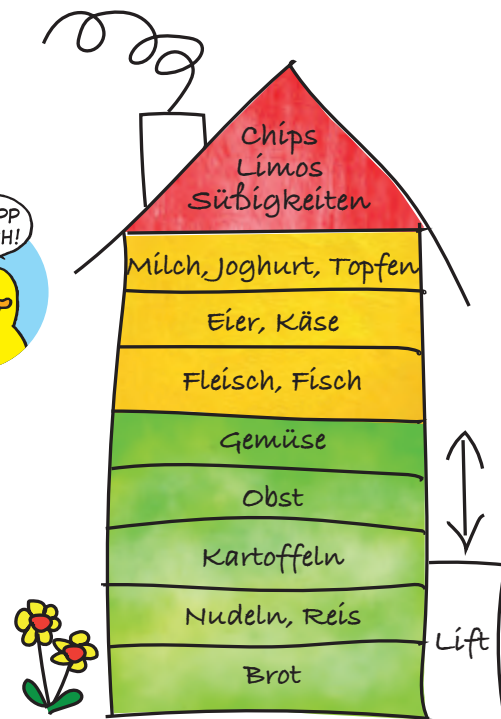 Chips
Limos
Süßigkeiten
H!
Milch, Joghurt, Topfen
Eier, Käse
Fleisch, Fisch
Gemüse
Obst
Kartoffeln
Nudeln, Reis
Lift
Brot